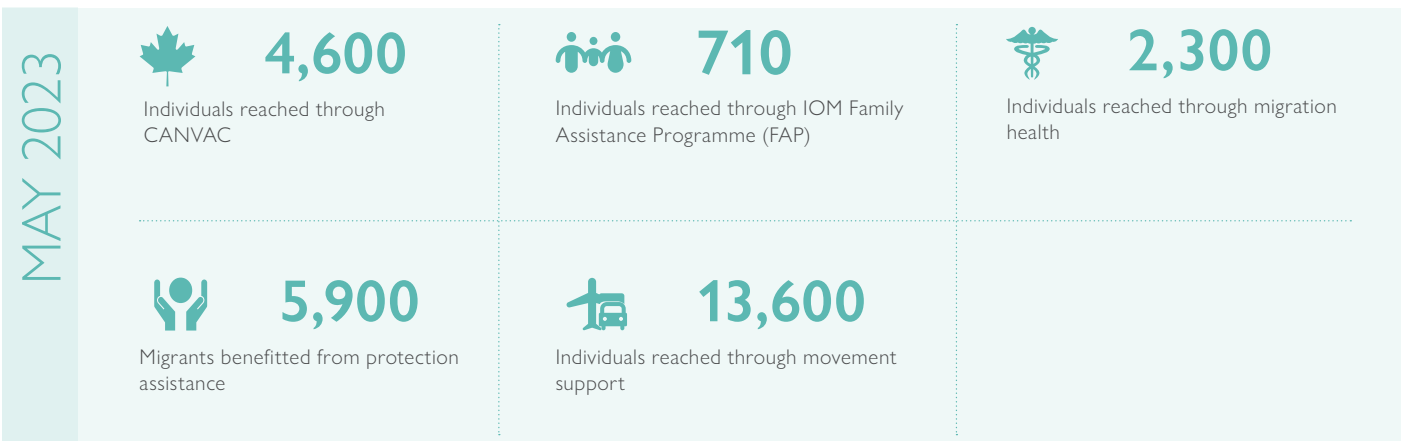 MAY 2023
4,600
Individuals reached through
CANVAC
710
Individuals reached through IOM Family
Assistance Programme (FAP)
2,300
Individuals reached through migration
health
5,900
Migrants benefitted from protection
assistance
13,600
Individuals reached through movement
support